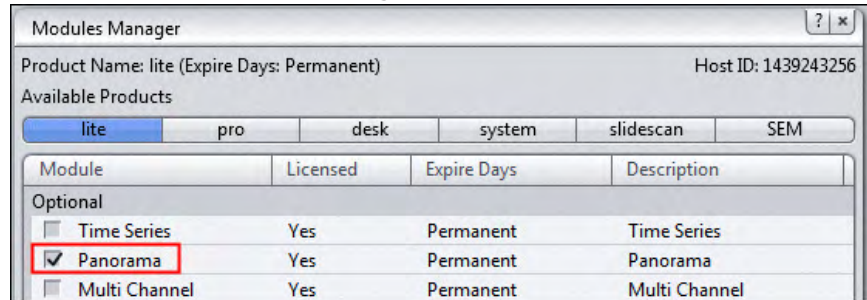 Modules Manager ? ×
Product Name: lite (Expire Days: Permanent) Host ID: 1439243256
Available Products
lite pro desk system slidescan SEM
Module Licensed Expire Days Description
Optional
Time Series Yes Permanent Time Series
Panorama Yes Permanent Panorama
Multi Channel Yes Permanent Multi Channel